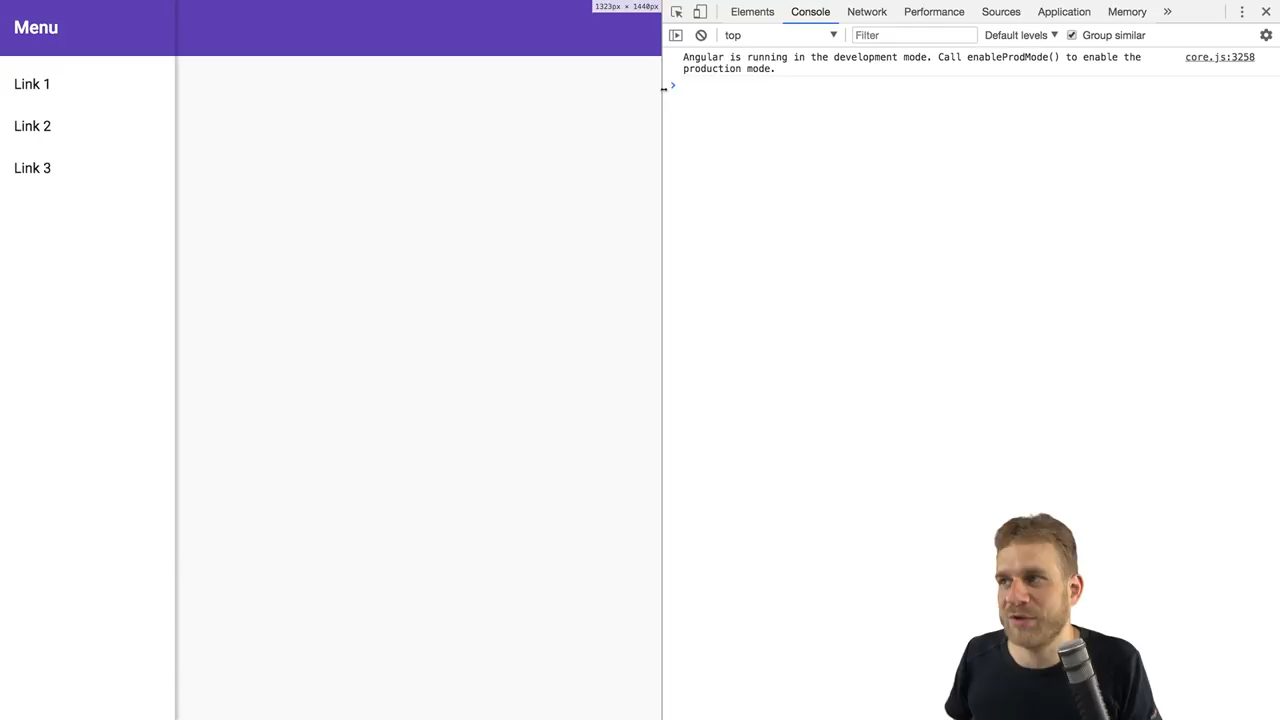 Menu
1323px × 1440px
Link 1
Link 2
Link 3
Elements Console Network Performance Sources Application Memory »
top Filter Default levels Group similar
Angular is running in the development mode. Call enableProdMode() to enable the core.js:3258
production mode.